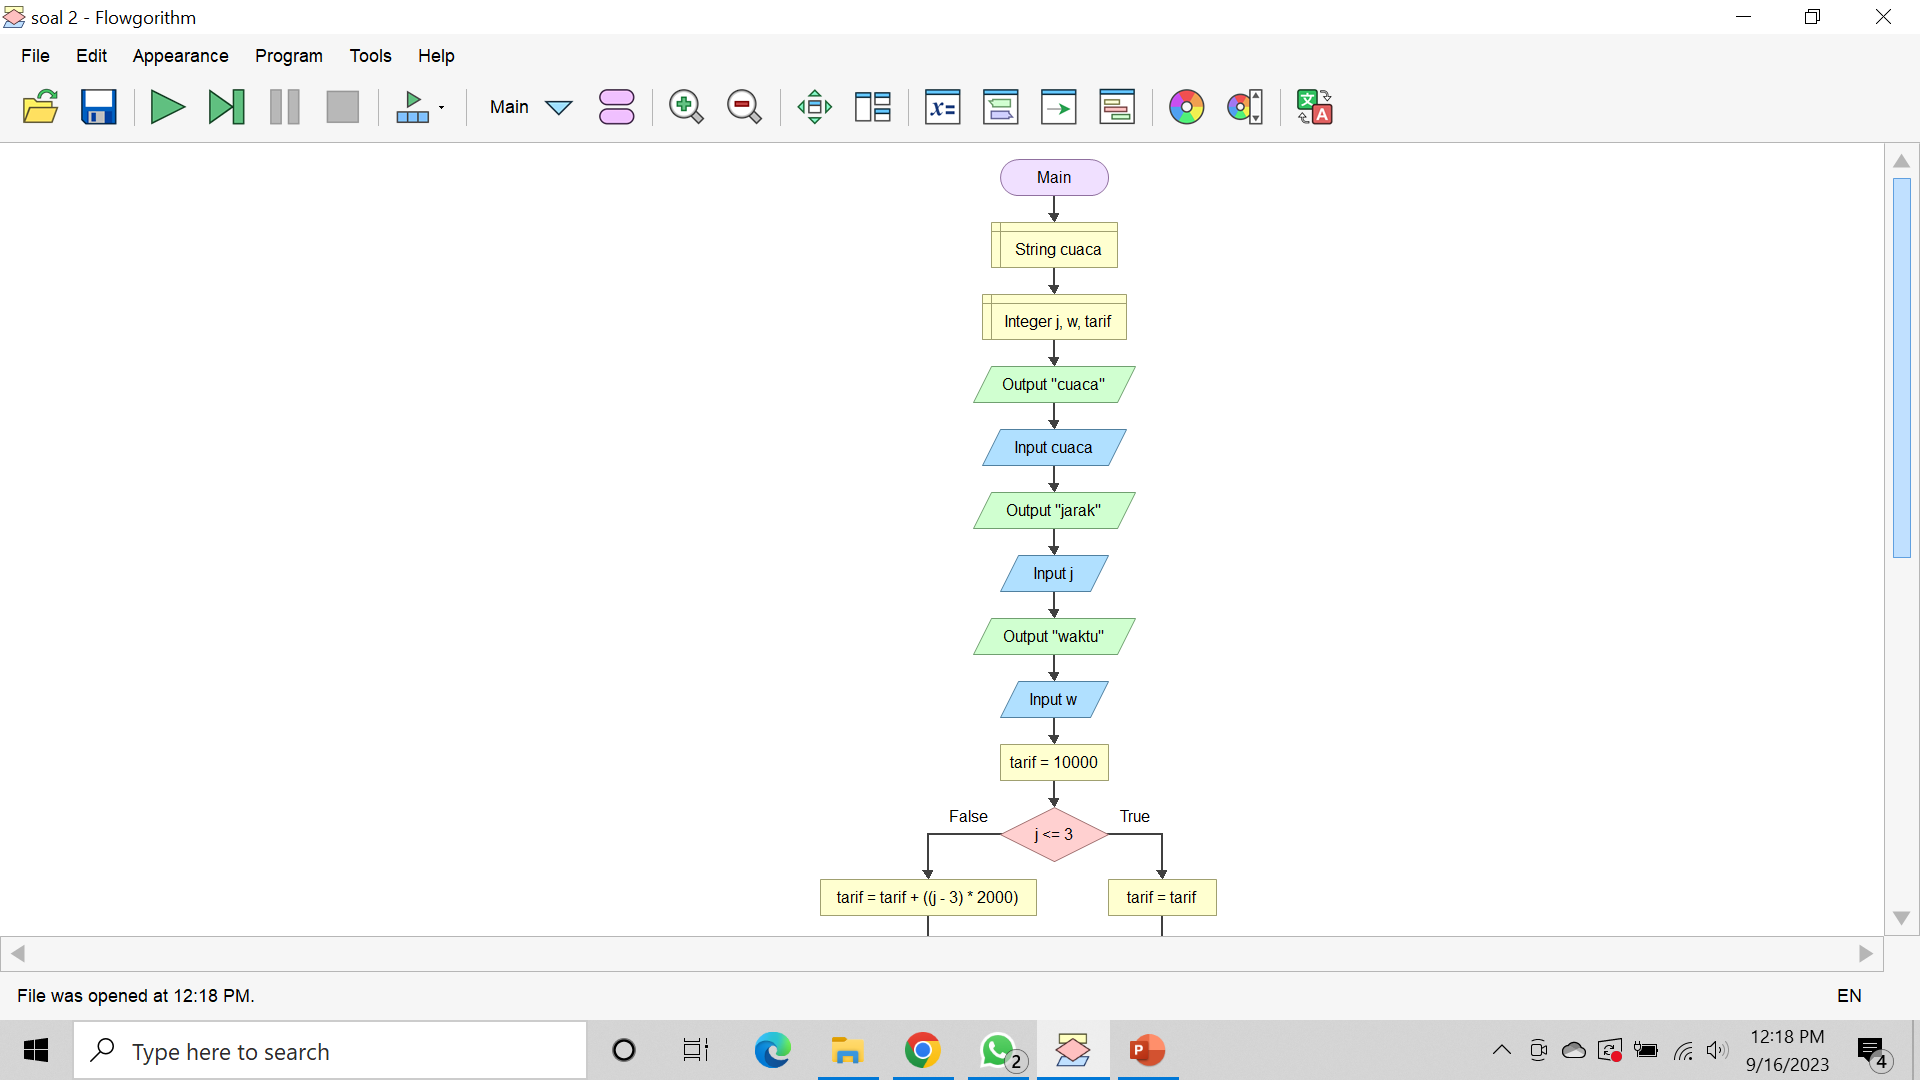 soal 2 - Flowgorithm
File Edit Appearance Program Tools Help
Main
Main
String cuaca
Integer j, w, tarif
Output "cuaca"
Input cuaca
Output "jarak"
Input j
Output "waktu"
Input w
tarif = 10000
False
j <= 3
True
tarif = tarif + ((j - 3) * 2000)
tarif = tarif
File was opened at 12:18 PM.
EN
Type here to search
2
P
12:18 PM
9/16/2023
4